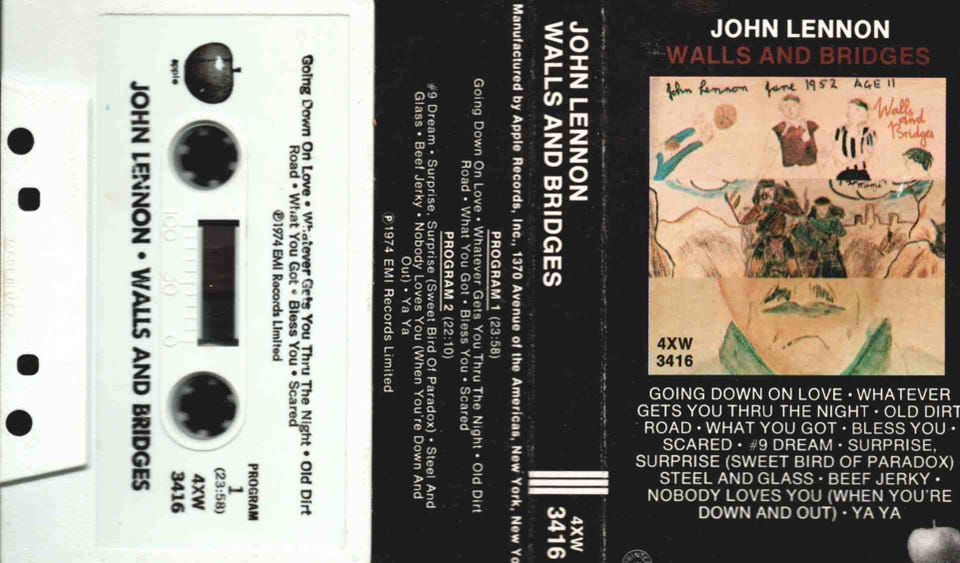 apple
JOHN LENNON • WALLS AND BRIDGES
Going Down On Love • Whatever Gets You Thru The Night • Old Dirt
Road • What You Got • Bless You • Scared
℗ 1974 EMI Records Limited
100 50 0
PROGRAM
1
(23:58)
4XW
3416
JOHN LENNON
WALLS AND BRIDGES
4XW
3416
PROGRAM 1 (23:58)
Going Down On Love • Whatever Gets You Thru The Night • Old Dirt
Road • What You Got • Bless You • Scared
PROGRAM 2 (22:10)
#9 Dream • Surprise, Surprise (Sweet Bird Of Paradox) • Steel And
Glass • Beef Jerky • Nobody Loves You (When You're Down And
Out) • Ya Ya
℗ 1974 EMI Records Limited
Manufactured by Apple Records, Inc., 1370 Avenue of the Americas, New York, New Yo
JOHN LENNON
WALLS AND BRIDGES
John Lennon June 1952 AGE 11
Walls
and
Bridges
4XW
3416
GOING DOWN ON LOVE • WHATEVER
GETS YOU THRU THE NIGHT • OLD DIRT
ROAD • WHAT YOU GOT • BLESS YOU •
SCARED • #9 DREAM • SURPRISE,
SURPRISE (SWEET BIRD OF PARADOX)
STEEL AND GLASS • BEEF JERKY •
NOBODY LOVES YOU (WHEN YOU'RE
DOWN AND OUT) • YA YA